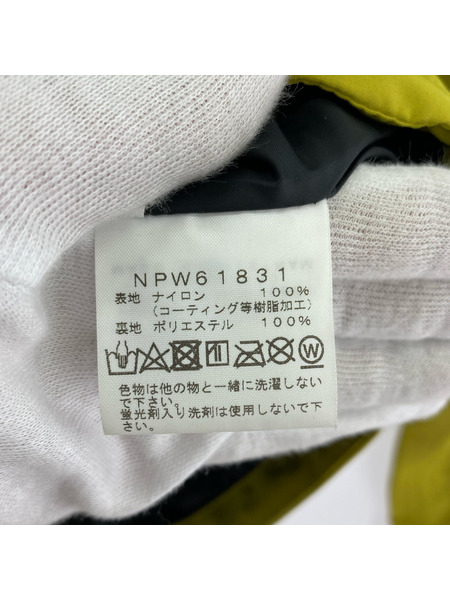 NPW61831
表地 ナイロン 100%
(コーティング等樹脂加工)
裏地 ポリエステル 100%
色物は他の物と一緒に洗濯しない
で下さい。
蛍光剤入り洗剤は使用しないで下
さい。